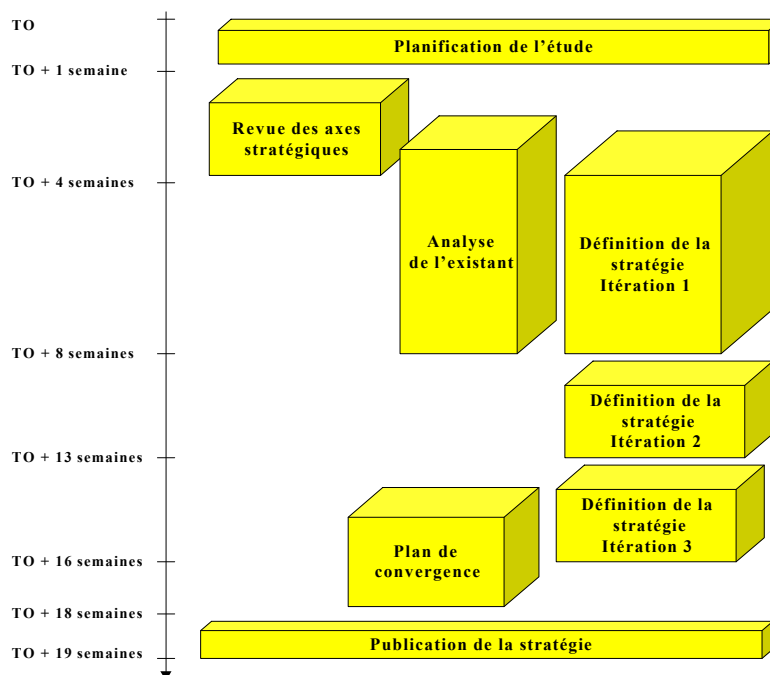 TO
Planification de l’étude
TO + 1 semaine
Revue des axes
stratégiques
TO + 4 semaines
Analyse
de l’existant
Définition de la
stratégie
Itération 1
TO + 8 semaines
Définition de la
stratégie
Itération 2
TO + 13 semaines
Définition de la
stratégie
Itération 3
Plan de
convergence
TO + 16 semaines
TO + 18 semaines
Publication de la stratégie
TO + 19 semaines